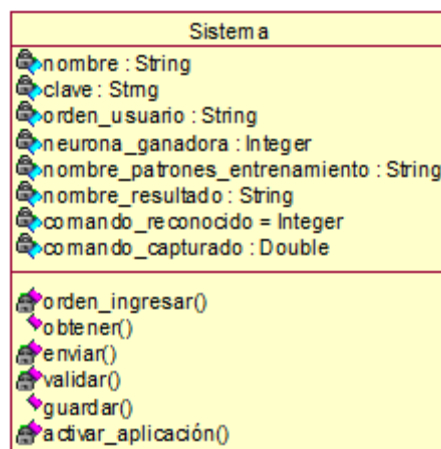 Sistema
nombre : String
clave : Strng
orden_usuario : String
neurona_ganadora : Integer
nombre_patrones_entrenamiento : String
nombre_resultado : String
comando_reconocido = Integer
comando_capturado : Double
orden_ingresar()
obtener()
enviar()
validar()
guardar()
activar_aplicación()